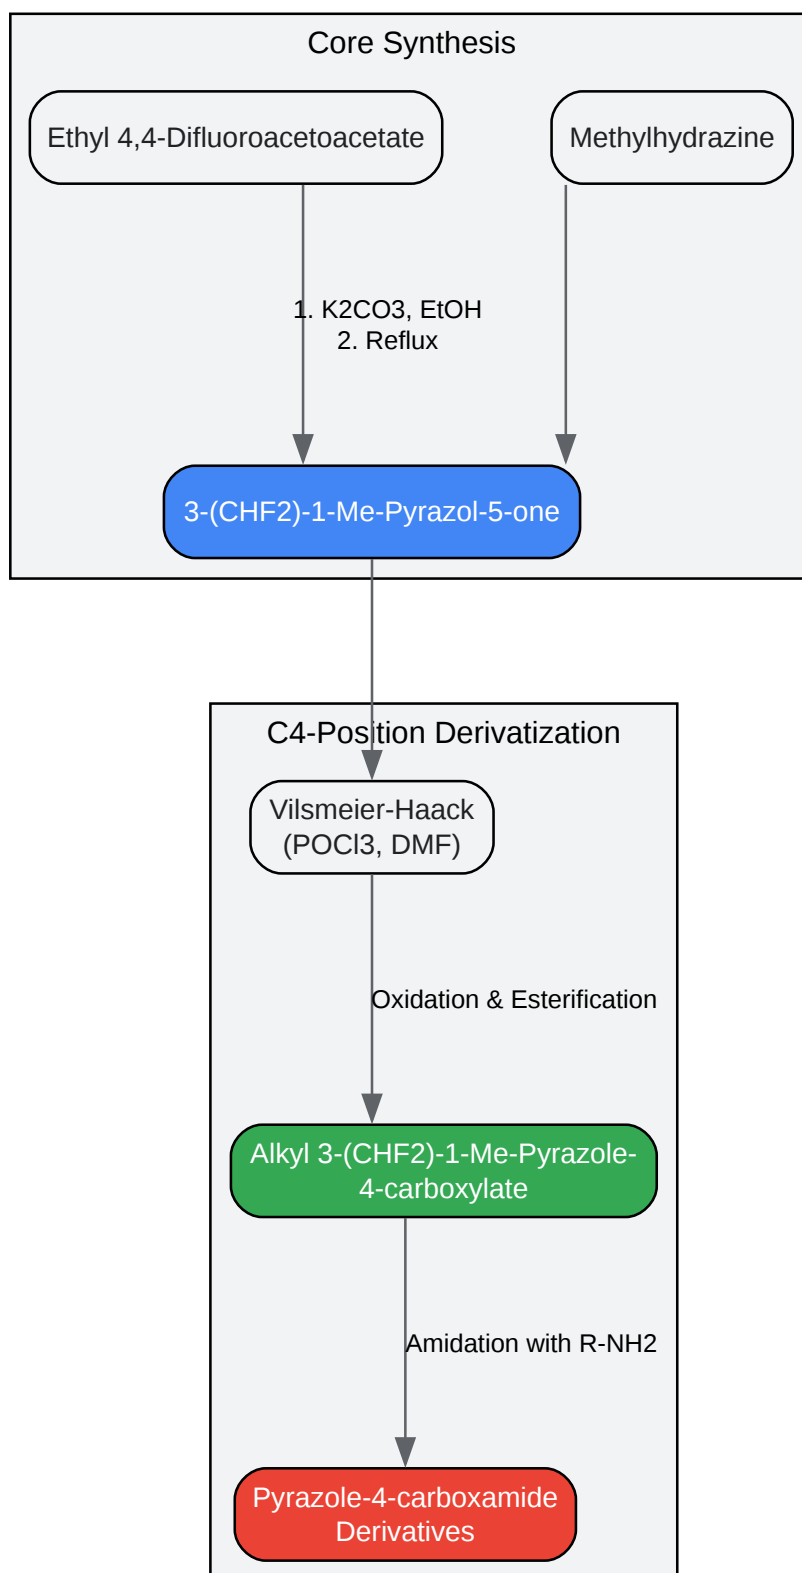 Core Synthesis
Ethyl 4,4-Difluoroacetoacetate
Methylhydrazine
1. K2CO3, EtOH
2. Reflux
3-(CHF2)-1-Me-Pyrazol-5-one
C4-Position Derivatization
Vilsmeier-Haack
(POCl3, DMF)
Oxidation & Esterification
Alkyl 3-(CHF2)-1-Me-Pyrazole-
4-carboxylate
Amidation with R-NH2
Pyrazole-4-carboxamide
Derivatives